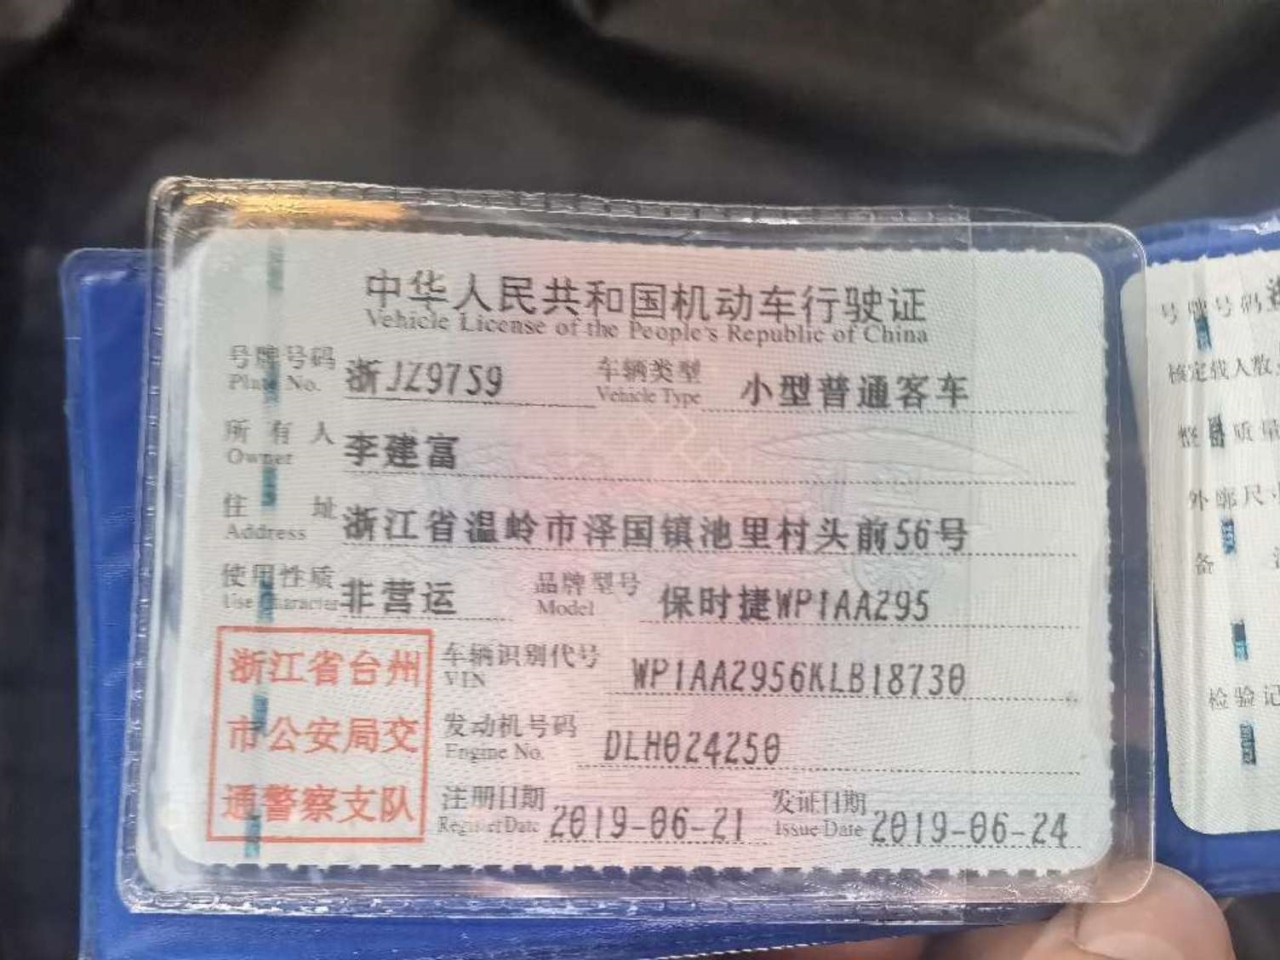 中华人民共和国机动车行驶证
Vehicle License of the People's Republic of China
号牌号码 浙JZ9759 车辆类型 小型普通客车
Plate No. Vehicle Type
所有人 李建富
Owner
住址 浙江省温岭市泽国镇池里村头前56号
Address
使用性质 非营运 品牌型号 保时捷WP1AA295
Use Character Model
浙江省台州
市公安局交
通警察支队
车辆识别代号 WP1AA2956KLB18730
VIN
发动机号码 DLH024250
Engine No.
注册日期 2019-06-21 发证日期 2019-06-24
Register Date Issue Date
号牌号码
核定载人数
整备质量
外廓尺寸
备
检验记